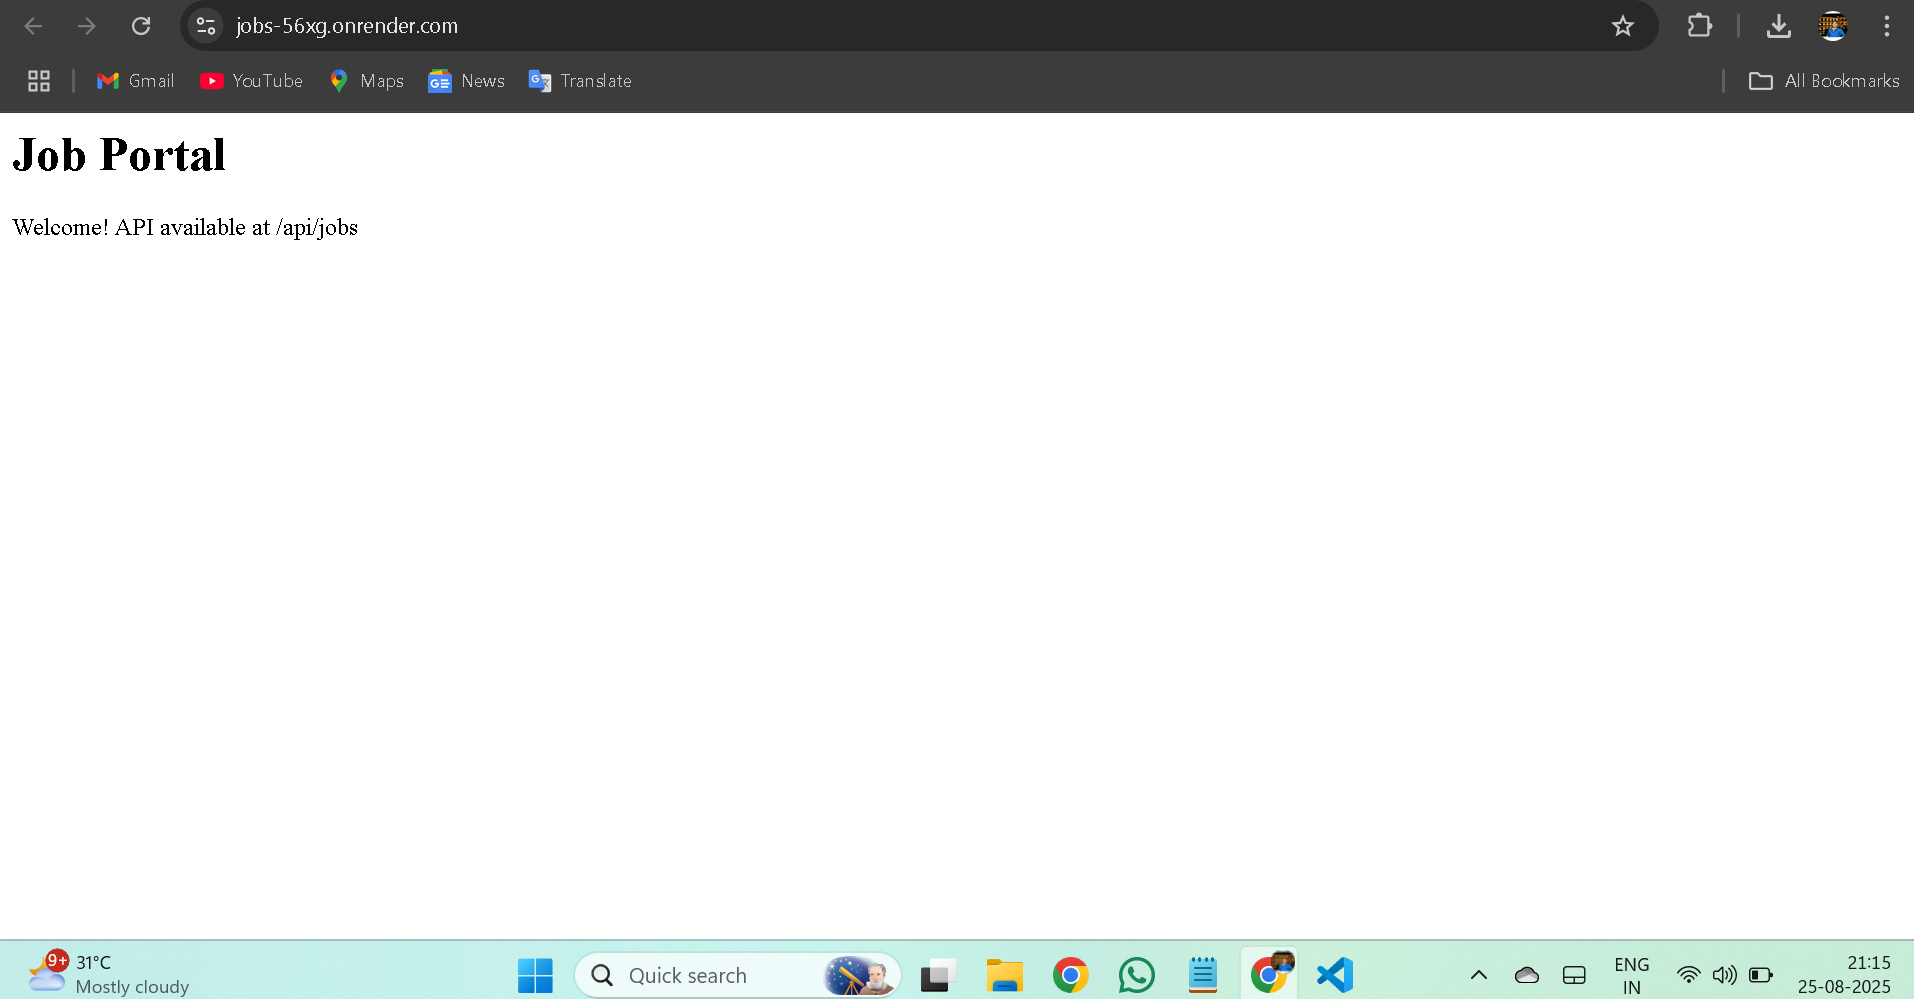 jobs-56xg.onrender.com
Gmail YouTube Maps News Translate All Bookmarks
Job Portal
Welcome! API available at /api/jobs
9+ 31°C
Mostly cloudy
Quick search
ENG
IN
21:15
25-08-2025